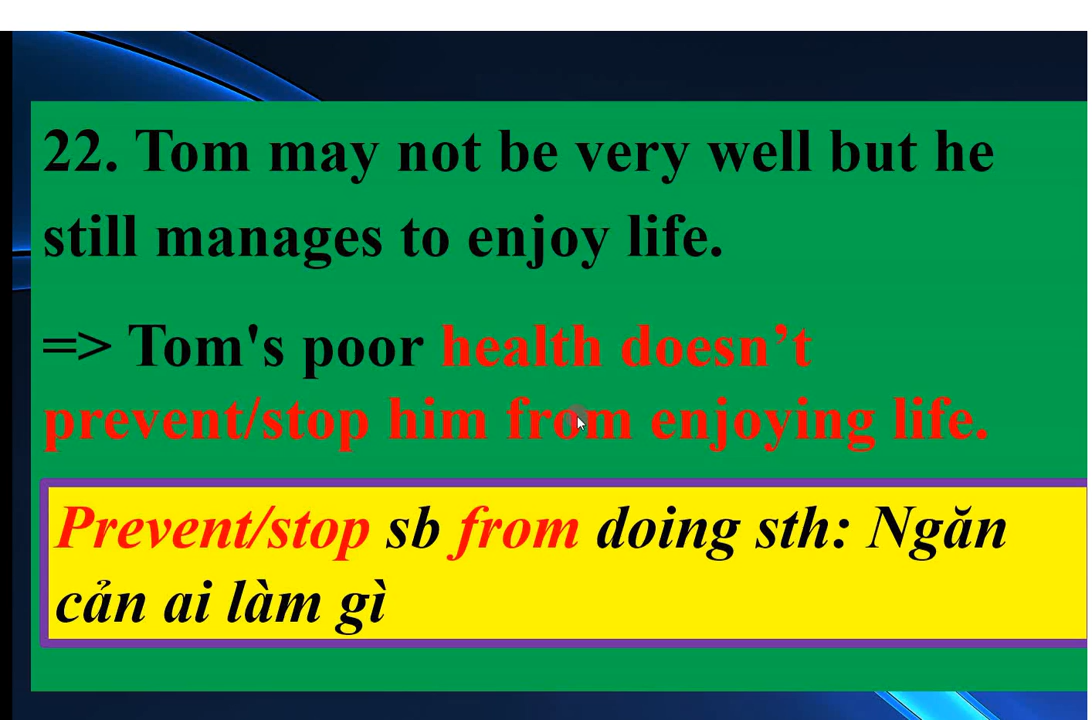 22. Tom may not be very well but he
still manages to enjoy life.
=> Tom's poor health doesn’t
prevent/stop him from enjoying life.
Prevent/stop sb from doing sth: Ngăn
cản ai làm gì